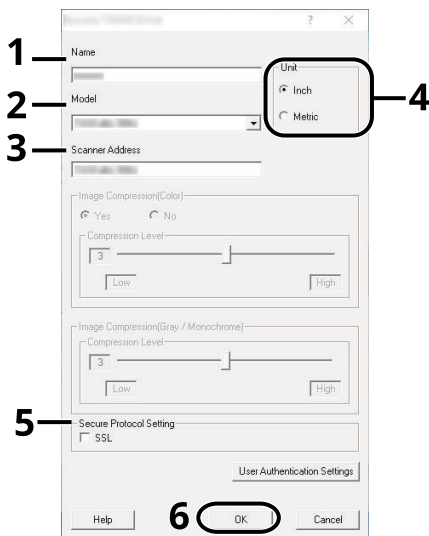 ? ×
1 Name
Unit
Inch
4
Metric
2 Model
3 Scanner Address
Image Compression(Color)
Yes No
Compression Level
3
Low High
Image Compression(Gray / Monochrome)
Compression Level
3
Low High
5 Secure Protocol Setting
SSL
User Authentication Settings
Help 6 OK Cancel